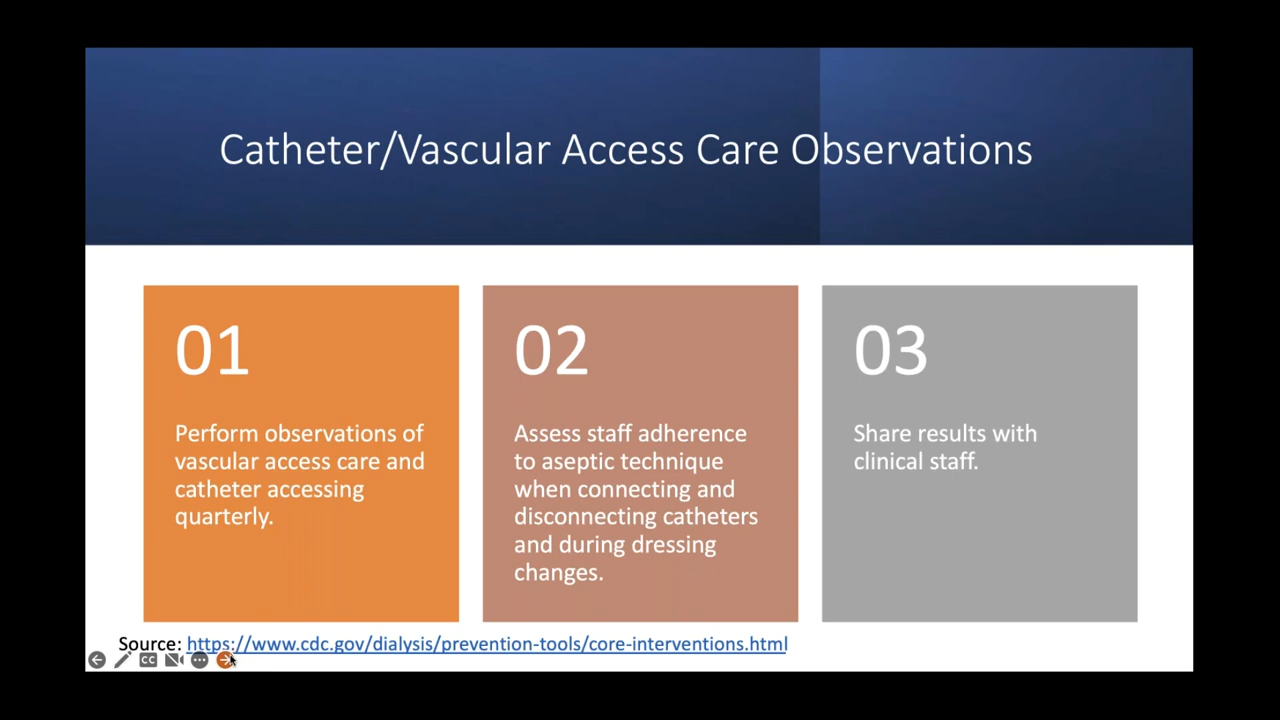 Catheter/Vascular Access Care Observations
01
Perform observations of
vascular access care and
catheter accessing
quarterly.
02
Assess staff adherence
to aseptic technique
when connecting and
disconnecting catheters
and during dressing
changes.
03
Share results with
clinical staff.
Source: https://www.cdc.gov/dialysis/prevention-tools/core-interventions.html
CC